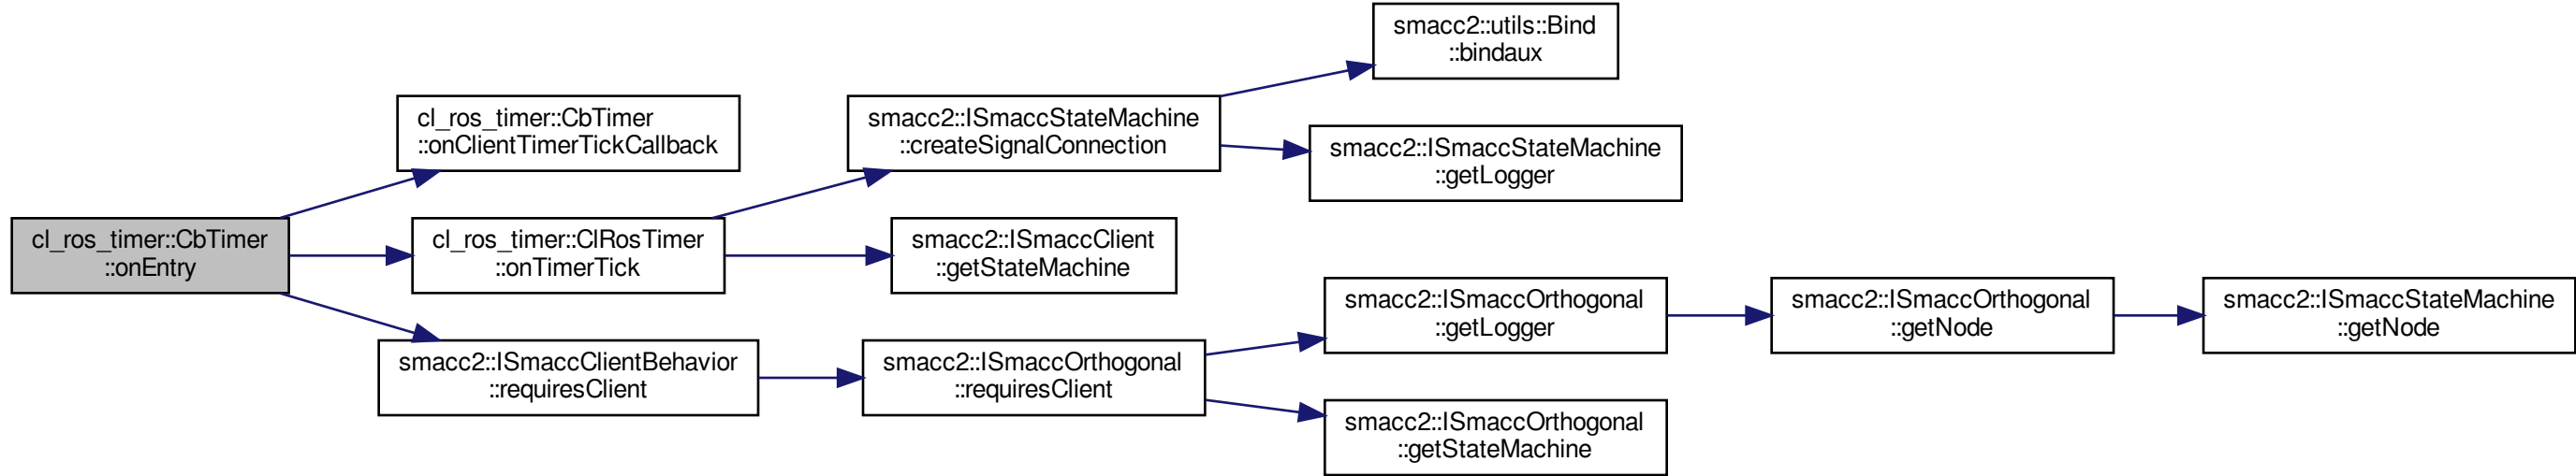 cl_ros_timer::CbTimer
::onEntry
cl_ros_timer::CbTimer
::onClientTimerTickCallback
cl_ros_timer::ClRosTimer
::onTimerTick
smacc2::ISmaccClientBehavior
::requiresClient
smacc2::ISmaccStateMachine
::createSignalConnection
smacc2::ISmaccClient
::getStateMachine
smacc2::ISmaccOrthogonal
::requiresClient
smacc2::utils::Bind
::bindaux
smacc2::ISmaccStateMachine
::getLogger
smacc2::ISmaccOrthogonal
::getLogger
smacc2::ISmaccOrthogonal
::getStateMachine
smacc2::ISmaccOrthogonal
::getNode
smacc2::ISmaccStateMachine
::getNode